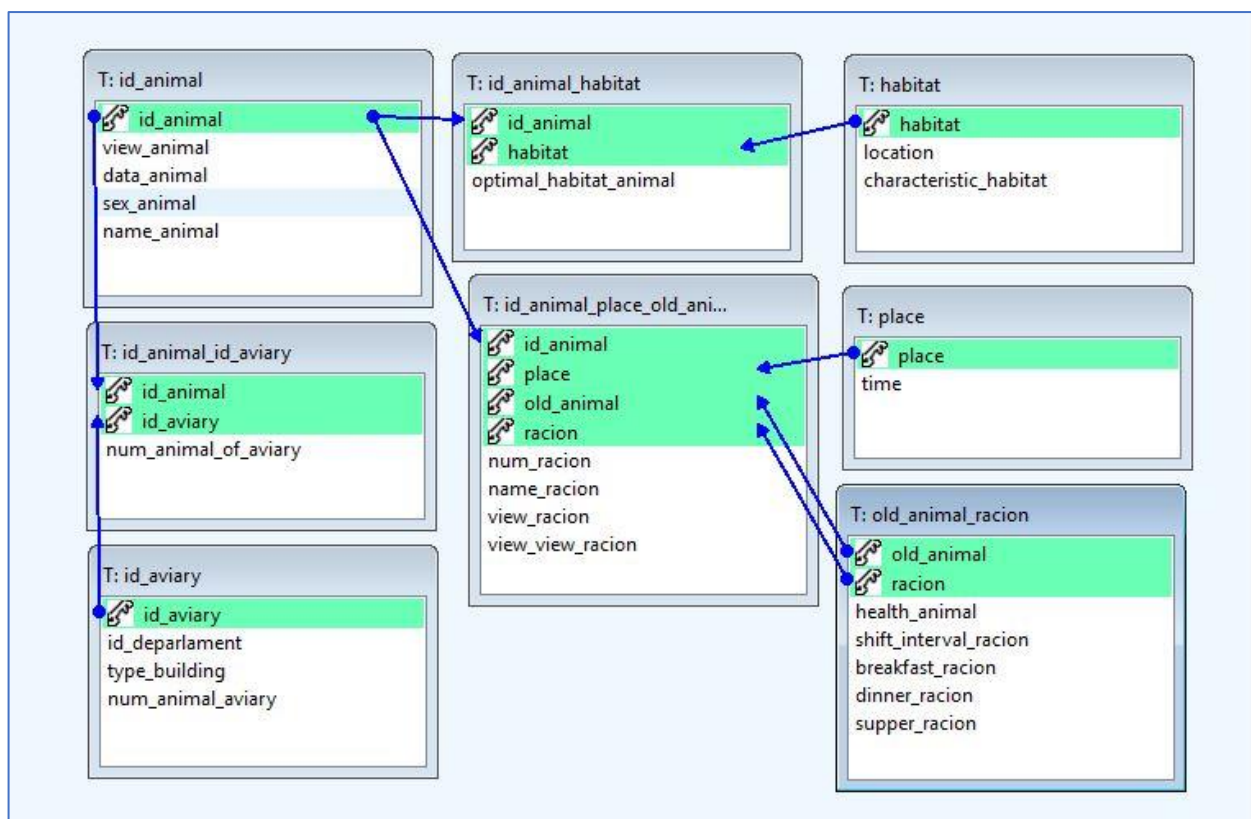 T: id_animal
id_animal
view_animal
data_animal
sex_animal
name_animal
T: id_animal_habitat
id_animal
habitat
optimal_habitat_animal
T: habitat
habitat
location
characteristic_habitat
T: id_animal_id_aviary
id_animal
id_aviary
num_animal_of_aviary
T: id_animal_place_old_ani...
id_animal
place
old_animal
racion
num_racion
name_racion
view_racion
view_view_racion
T: place
place
time
T: id_aviary
id_aviary
id_deparlament
type_building
num_animal_aviary
T: old_animal_racion
old_animal
racion
health_animal
shift_interval_racion
breakfast_racion
dinner_racion
supper_racion